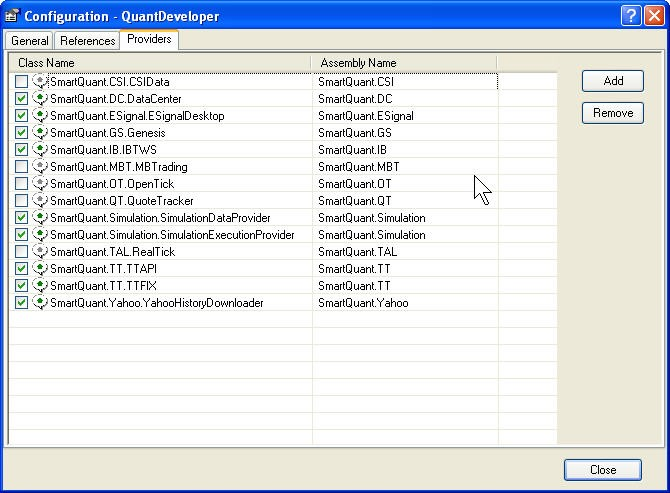 Configuration - QuantDeveloper
General References Providers
Class Name Assembly Name
SmartQuant.CSI.CSIData SmartQuant.CSI
SmartQuant.DC.DataCenter SmartQuant.DC
SmartQuant.ESignal.ESignalDesktop SmartQuant.ESignal
SmartQuant.GS.Genesis SmartQuant.GS
SmartQuant.IB.IBTWS SmartQuant.IB
SmartQuant.MBT.MBTrading SmartQuant.MBT
SmartQuant.OT.OpenTick SmartQuant.OT
SmartQuant.QT.QuoteTracker SmartQuant.QT
SmartQuant.Simulation.SimulationDataProvider SmartQuant.Simulation
SmartQuant.Simulation.SimulationExecutionProvider SmartQuant.Simulation
SmartQuant.TAL.RealTick SmartQuant.TAL
SmartQuant.TT.TTAPI SmartQuant.TT
SmartQuant.TT.TTFIX SmartQuant.TT
SmartQuant.Yahoo.YahooHistoryDownloader SmartQuant.Yahoo
Add
Remove
Close